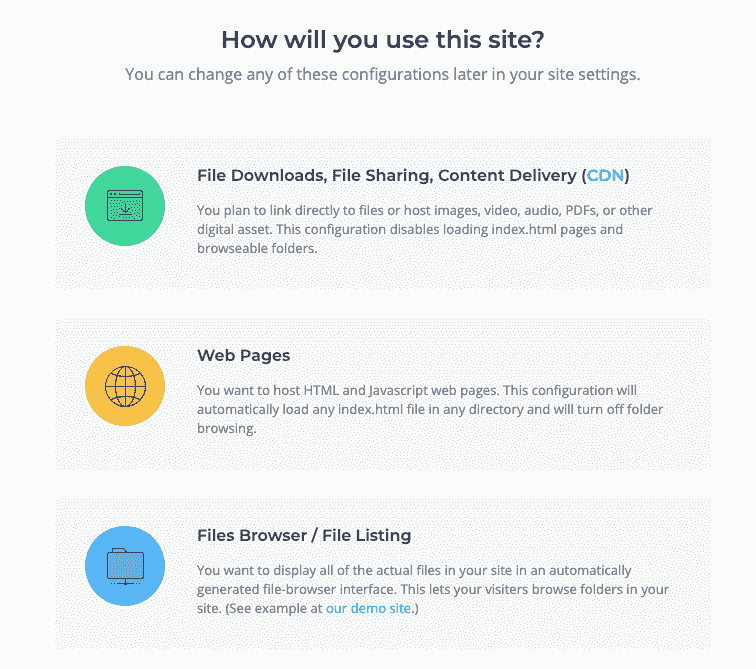 How will you use this site?
You can change any of these configurations later in your site settings.
File Downloads, File Sharing, Content Delivery (CDN)
You plan to link directly to files or host images, video, audio, PDFs, or other
digital asset. This configuration disables loading index.html pages and
browseable folders.
Web Pages
You want to host HTML and Javascript web pages. This configuration will
automatically load any index.html file in any directory and will turn off folder
browsing.
Files Browser / File Listing
You want to display all of the actual files in your site in an automatically
generated file-browser interface. This lets your visiters browse folders in your
site. (See example at our demo site.)